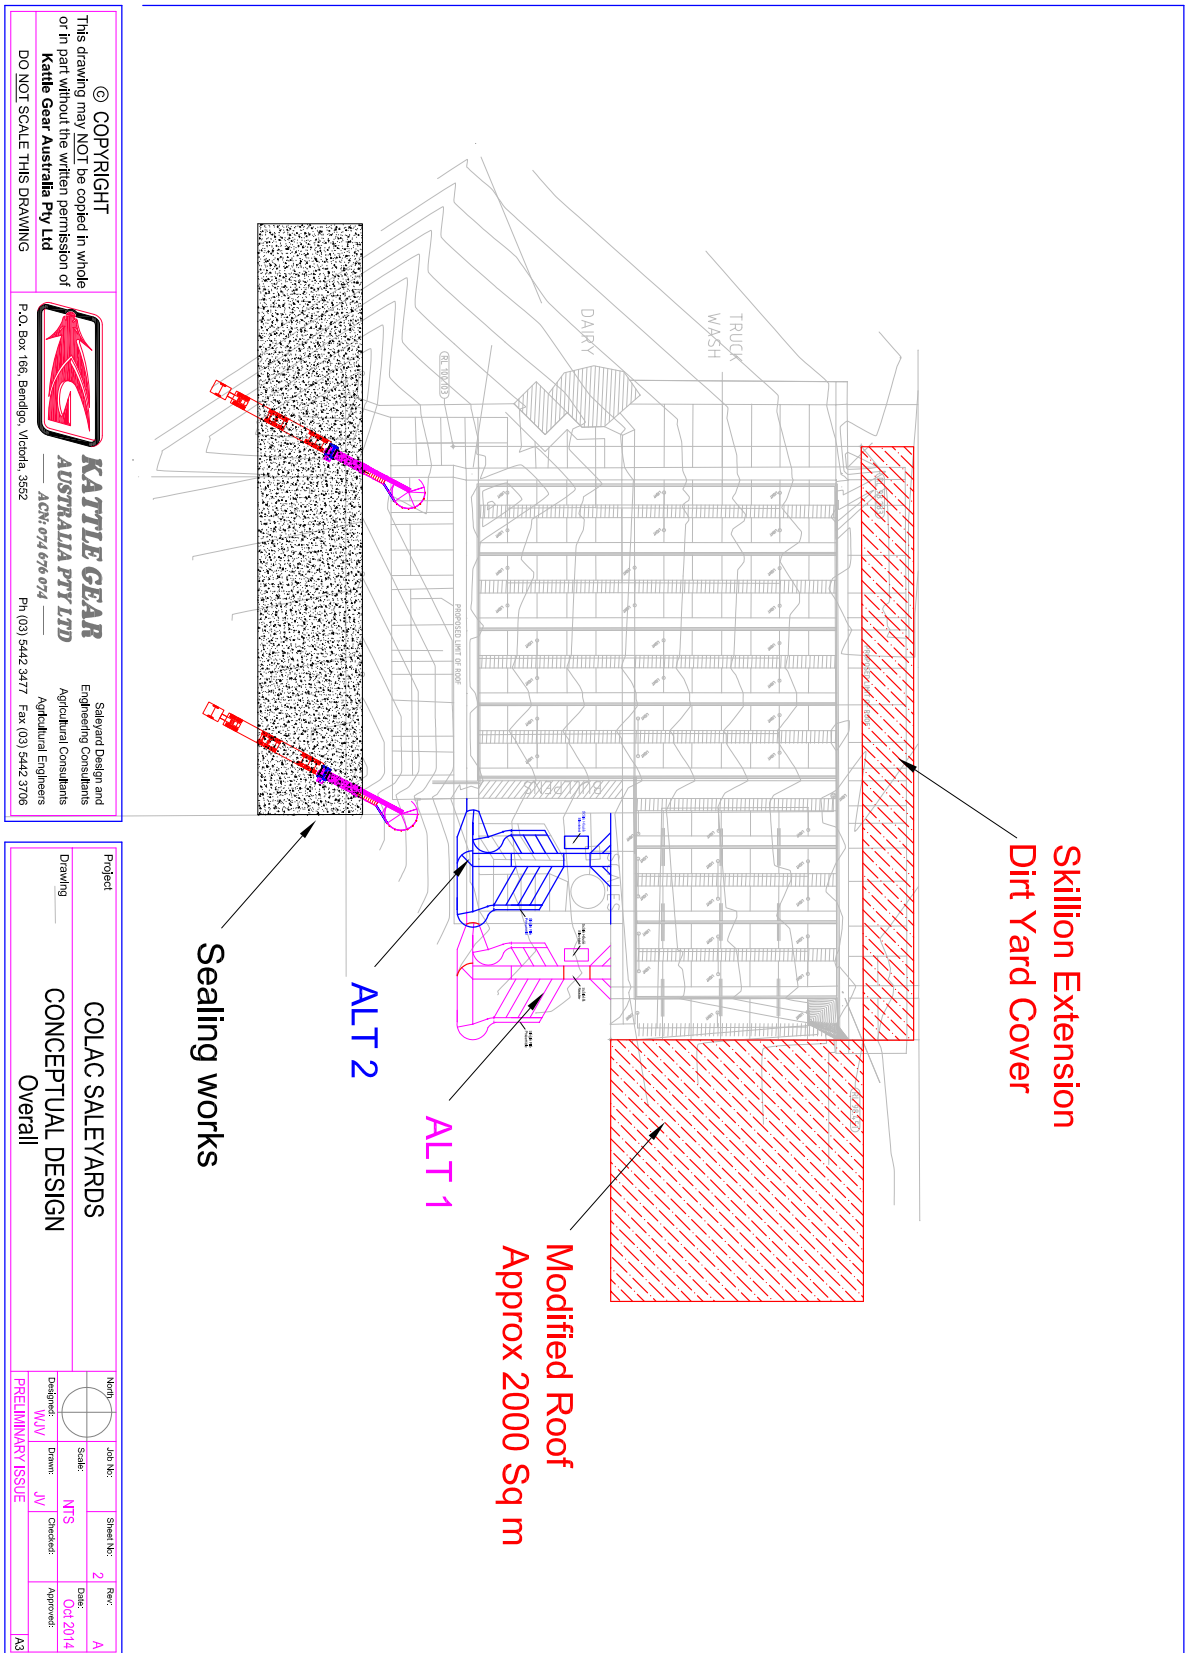 Skillion Extension
Dirt Yard Cover
TRUCK
WASH
DAIRY
RL 100.103
PROPOSED LIMIT OF ROOF
BULL PENS
Modified Roof
Approx 2000 Sq m
ALT 1
ALT 2
Sealing works
© COPYRIGHT
This drawing may NOT be copied in whole
or in part without the written permission of
Kattle Gear Australia Pty Ltd
DO NOT SCALE THIS DRAWING
KATTLE GEAR
AUSTRALIA PTY LTD
ACN: 074 676 074
P.O. Box 166, Bendigo, Victoria, 3552
Ph (03) 5442 3477 Fax (03) 5442 3706
Saleyard Design and
Engineering Consultants
Agricultural Consultants
Agricultural Engineers
Project
COLAC SALEYARDS
Drawing
CONCEPTUAL DESIGN
Overall
North
Job No:
Sheet No: 2
Rev: A
Scale: NTS
Date: Oct 2014
Designed: WJV
Drawn: JV
Checked:
Approved:
PRELIMINARY ISSUE
A3